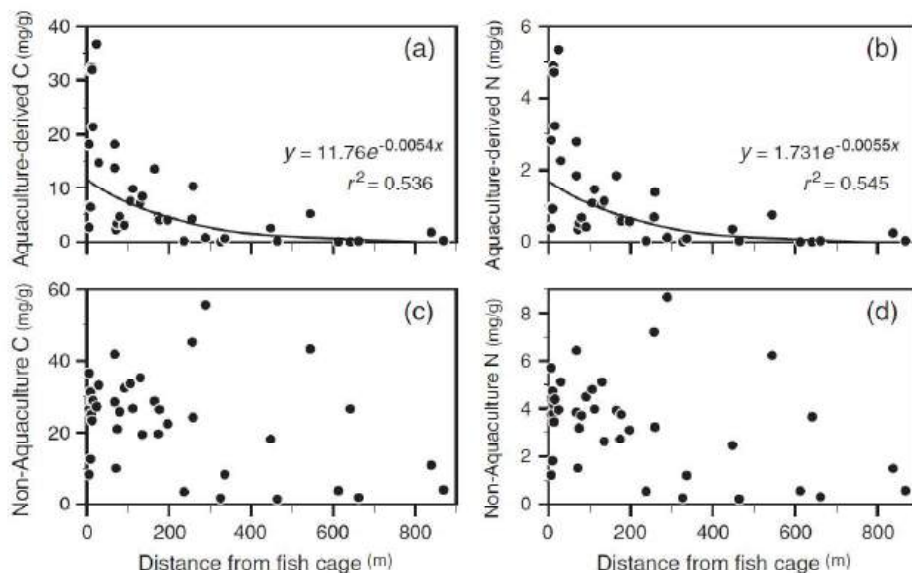 40
30
20
10
0
Aquaculture-derived C (mg/g)
(a)
y = 11.76e^-0.0054x
r² = 0.536
6
4
2
0
Aquaculture-derived N (mg/g)
(b)
y = 1.731e^-0.0055x
r² = 0.545
60
40
20
0
Non-Aquaculture C (mg/g)
(c)
0 200 400 600 800
Distance from fish cage (m)
8
6
4
2
0
Non-Aquaculture N (mg/g)
(d)
0 200 400 600 800
Distance from fish cage (m)